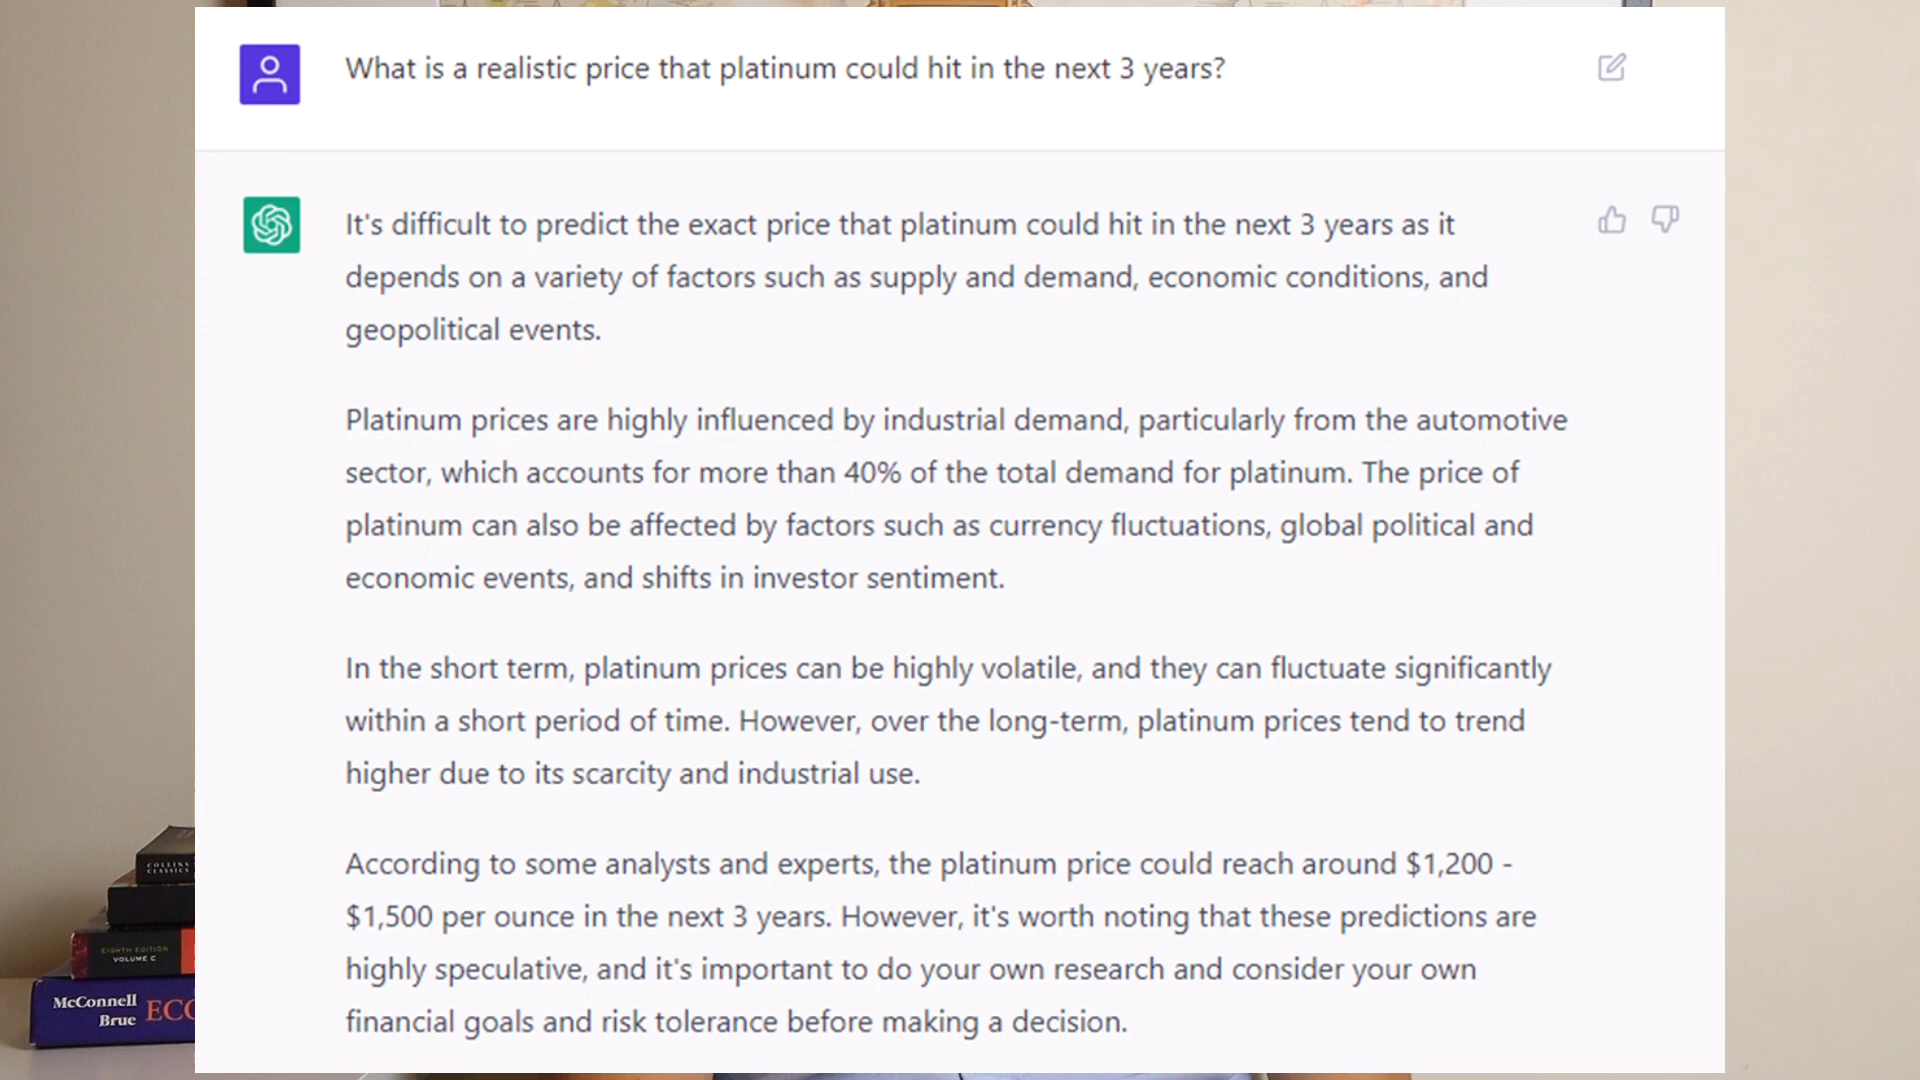 What is a realistic price that platinum could hit in the next 3 years?
It's difficult to predict the exact price that platinum could hit in the next 3 years as it
depends on a variety of factors such as supply and demand, economic conditions, and
geopolitical events.
Platinum prices are highly influenced by industrial demand, particularly from the automotive
sector, which accounts for more than 40% of the total demand for platinum. The price of
platinum can also be affected by factors such as currency fluctuations, global political and
economic events, and shifts in investor sentiment.
In the short term, platinum prices can be highly volatile, and they can fluctuate significantly
within a short period of time. However, over the long-term, platinum prices tend to trend
higher due to its scarcity and industrial use.
According to some analysts and experts, the platinum price could reach around $1,200 -
$1,500 per ounce in the next 3 years. However, it's worth noting that these predictions are
highly speculative, and it's important to do your own research and consider your own
financial goals and risk tolerance before making a decision.
COLLINS
CLASSICS
EIGHTH EDITION
VOLUME C
McConnell
Brue
ECO